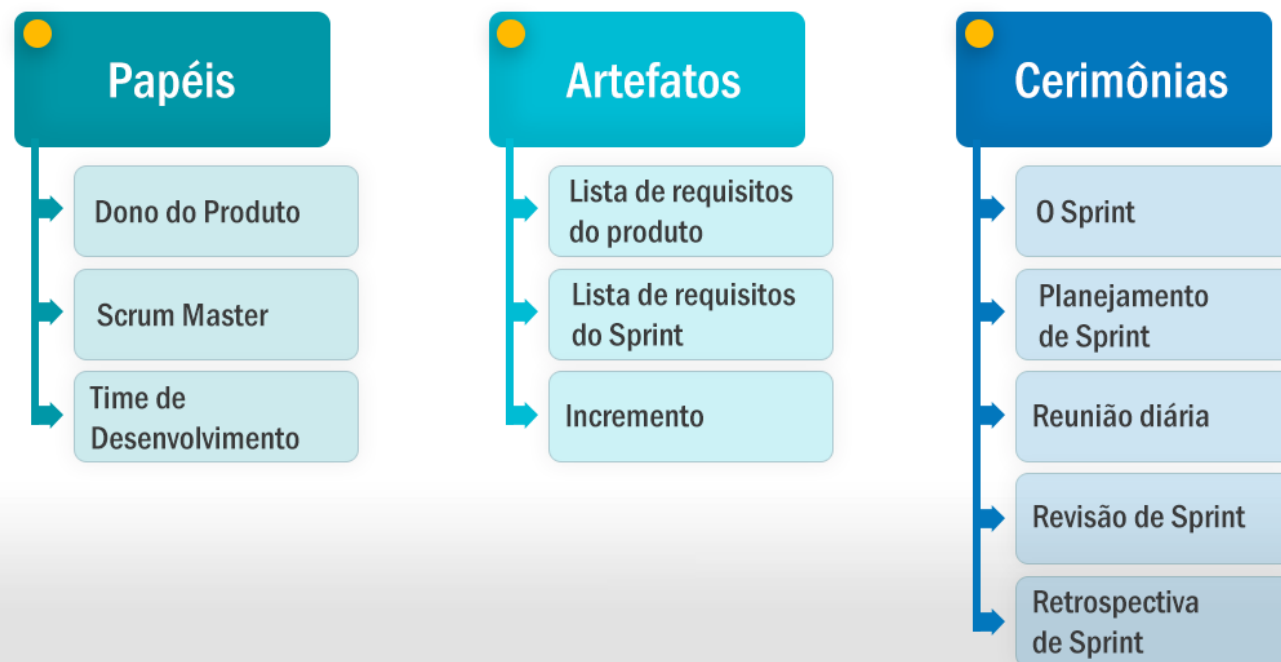 Papéis
Dono do Produto
Scrum Master
Time de
Desenvolvimento
Artefatos
Lista de requisitos
do produto
Lista de requisitos
do Sprint
Incremento
Cerimônias
O Sprint
Planejamento
de Sprint
Reunião diária
Revisão de Sprint
Retrospectiva
de Sprint